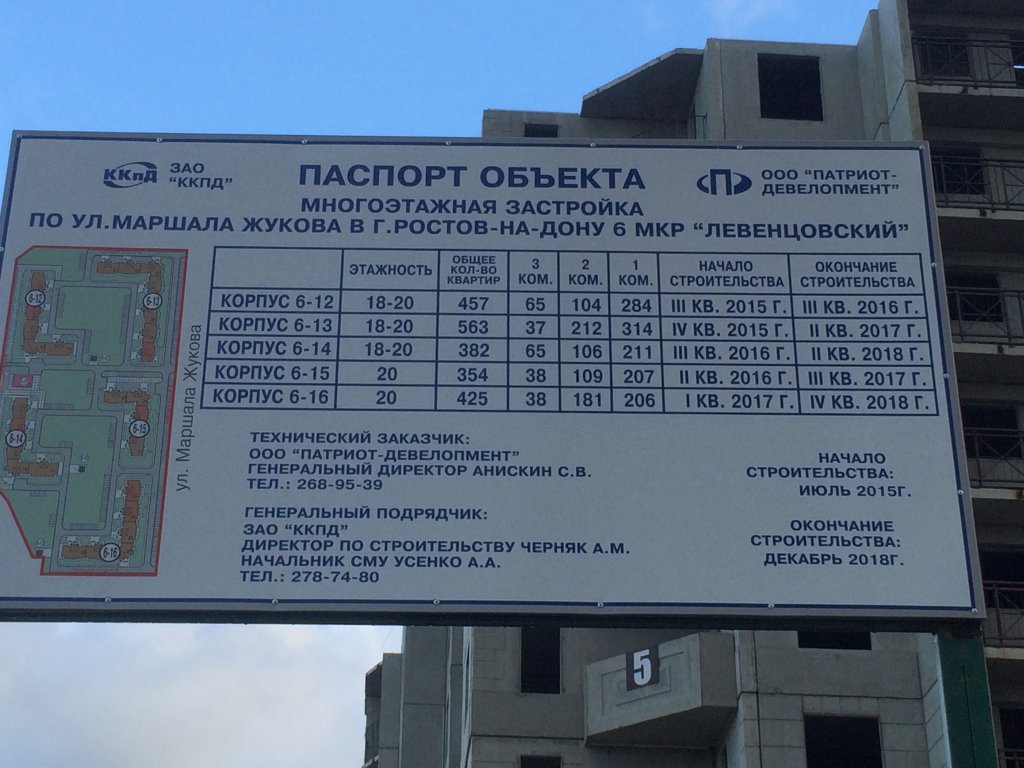 ККПД
ЗАО
"ККПД"
ПАСПОРТ ОБЪЕКТА
П
ООО "ПАТРИОТ-
ДЕВЕЛОПМЕНТ"
МНОГОЭТАЖНАЯ ЗАСТРОЙКА
ПО УЛ.МАРШАЛА ЖУКОВА В Г.РОСТОВ-НА-ДОНУ 6 МКР "ЛЕВЕНЦОВСКИЙ"
ЭТАЖНОСТЬ ОБЩЕЕ КОЛ-ВО КВАРТИР 3 КОМ. 2 КОМ. 1 КОМ. НАЧАЛО СТРОИТЕЛЬСТВА ОКОНЧАНИЕ СТРОИТЕЛЬСТВА
КОРПУС 6-12 18-20 457 65 104 284 III КВ. 2015 Г. III КВ. 2016 Г.
КОРПУС 6-13 18-20 563 37 212 314 IV КВ. 2015 Г. II КВ. 2017 Г.
КОРПУС 6-14 18-20 382 65 106 211 III КВ. 2016 Г. II КВ. 2018 Г.
КОРПУС 6-15 20 354 38 109 207 II КВ. 2016 Г. III КВ. 2017 Г.
КОРПУС 6-16 20 425 38 181 206 I КВ. 2017 Г. IV КВ. 2018 Г.
6-12
6-14
6-15
6-16
ул. Маршала Жукова
ТЕХНИЧЕСКИЙ ЗАКАЗЧИК:
ООО "ПАТРИОТ-ДЕВЕЛОПМЕНТ"
ГЕНЕРАЛЬНЫЙ ДИРЕКТОР АНИСКИН С.В.
ТЕЛ.: 268-95-39
ГЕНЕРАЛЬНЫЙ ПОДРЯДЧИК:
ЗАО "ККПД"
ДИРЕКТОР ПО СТРОИТЕЛЬСТВУ ЧЕРНЯК А.М.
НАЧАЛЬНИК СМУ УСЕНКО А.А.
ТЕЛ.: 278-74-80
НАЧАЛО
СТРОИТЕЛЬСТВА:
ИЮЛЬ 2015Г.
ОКОНЧАНИЕ
СТРОИТЕЛЬСТВА:
ДЕКАБРЬ 2018Г.
5